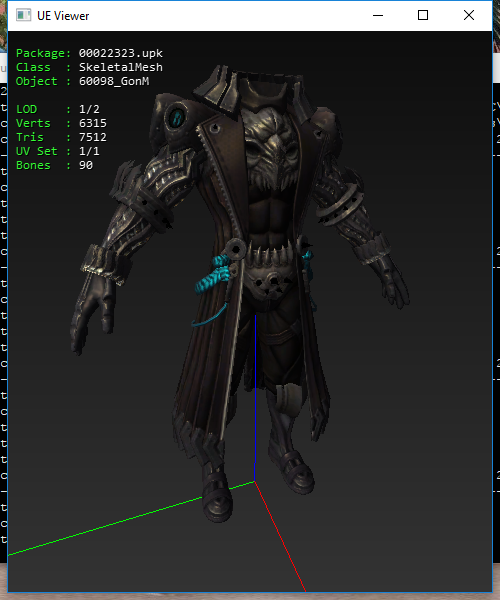 UE Viewer
Package: 00022323.upk
Class : SkeletalMesh
Object : 60098_GonM
LOD : 1/2
Verts : 6315
Tris : 7512
UV Set : 1/1
Bones : 90